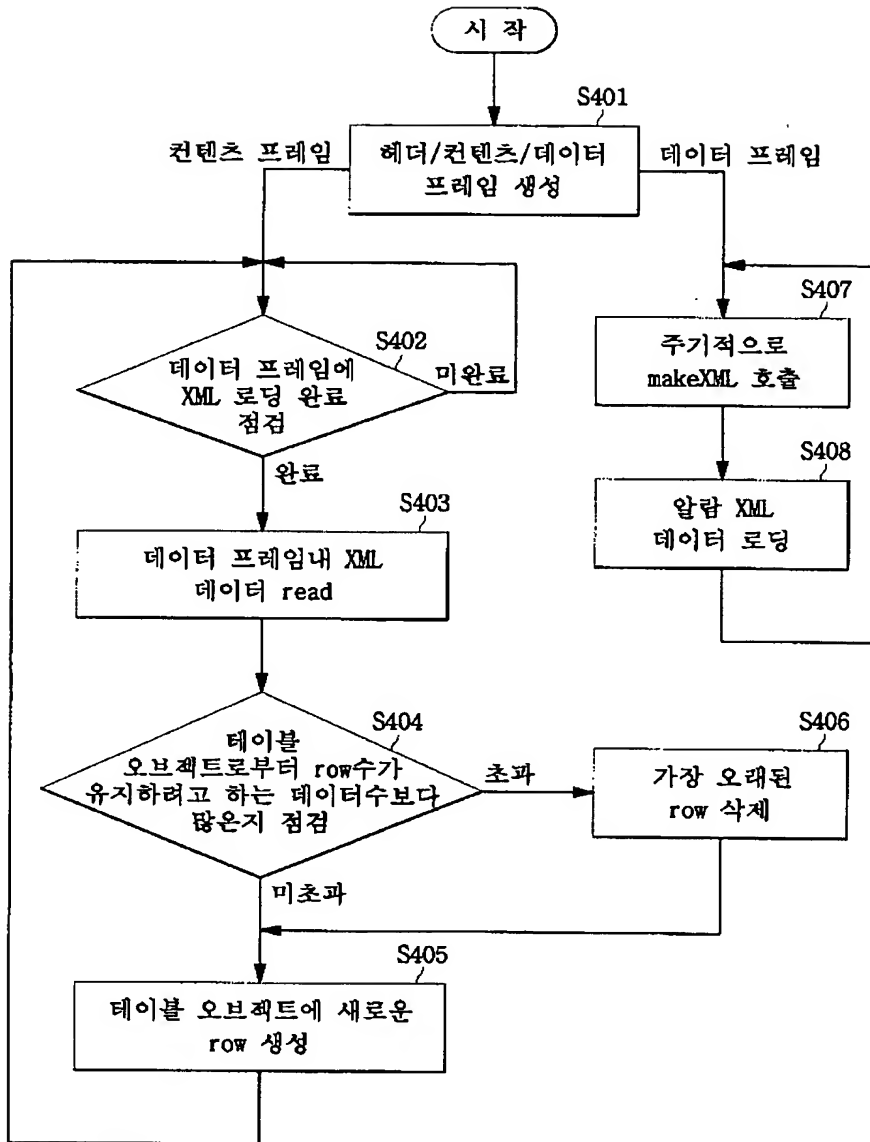 시 작
S401
헤더/컨텐츠/데이터
프레임 생성
컨텐츠 프레임
데이터 프레임
S402
데이터 프레임에
XML 로딩 완료
점검
미완료
완료
S407
주기적으로
makeXML 호출
S408
알람 XML
데이터 로딩
S403
데이터 프레임내 XML
데이터 read
S404
테이블
오브젝트로부터 row수가
유지하려고 하는 데이터수보다
많은지 점검
초과
미초과
S406
가장 오래된
row 삭제
S405
테이블 오브젝트에 새로운
row 생성